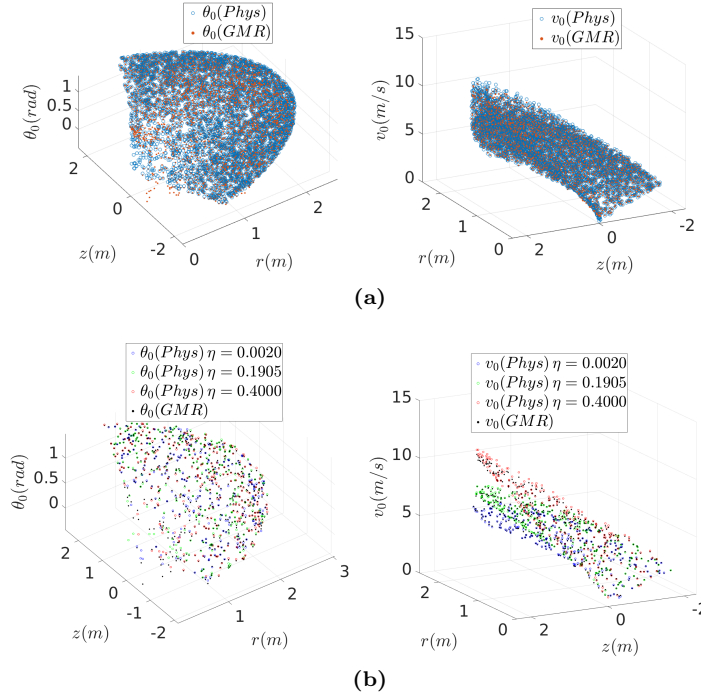 θ₀(Phys)
θ₀(GMR)
v₀(Phys)
v₀(GMR)
θ₀(rad)
1
0.5
0
2
0
-2
z(m)
0
1
2
r(m)
v₀(m/s)
15
10
5
0
2
1
0
r(m)
2
0
-2
z(m)
(a)
θ₀(Phys) η = 0.0020
θ₀(Phys) η = 0.1905
θ₀(Phys) η = 0.4000
θ₀(GMR)
v₀(Phys) η = 0.0020
v₀(Phys) η = 0.1905
v₀(Phys) η = 0.4000
v₀(GMR)
θ₀(rad)
1
0.5
0
2
1
0
-1
-2
z(m)
1
2
3
r(m)
v₀(m/s)
15
10
5
0
2
1
0
r(m)
2
0
-2
z(m)
(b)